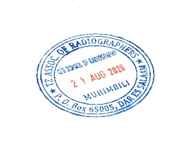 TZ ASSOC. OF RADIOGRAPHERS
C/O SCHOOL OF RADIOGRAPHY
21 AUG 2026
MUHIMBILI
P. O. Box 65005, DAR ES SALAAM